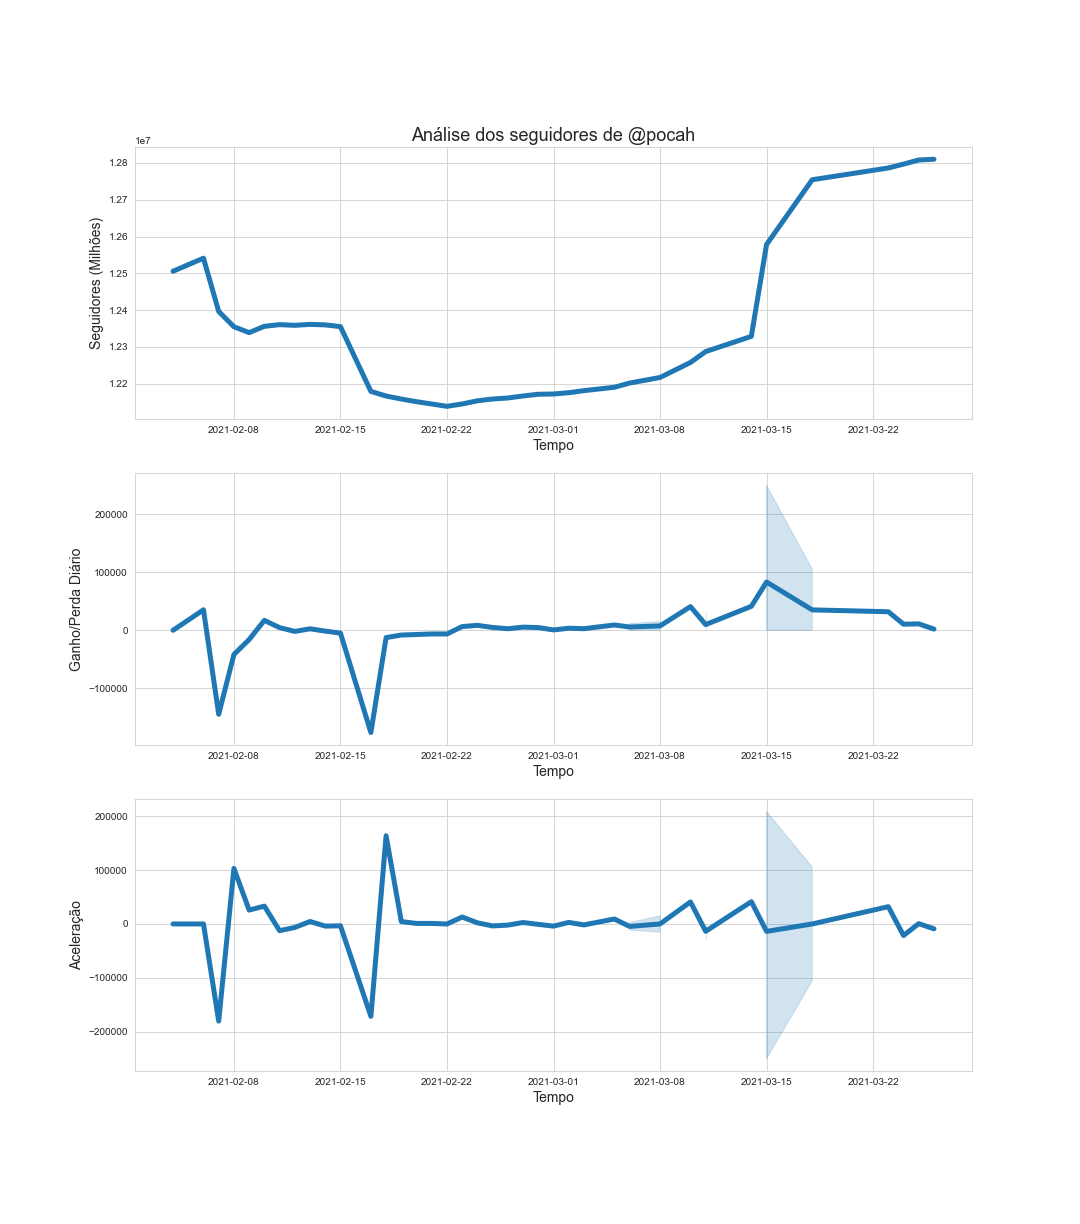 Análise dos seguidores de @pocah
1e7
Seguidores (Milhões)
1.28
1.27
1.26
1.25
1.24
1.23
1.22
2021-02-08 2021-02-15 2021-02-22 2021-03-01 2021-03-08 2021-03-15 2021-03-22
Tempo
Ganho/Perda Diário
200000
100000
0
−100000
2021-02-08 2021-02-15 2021-02-22 2021-03-01 2021-03-08 2021-03-15 2021-03-22
Tempo
Aceleração
200000
100000
0
−100000
−200000
2021-02-08 2021-02-15 2021-02-22 2021-03-01 2021-03-08 2021-03-15 2021-03-22
Tempo